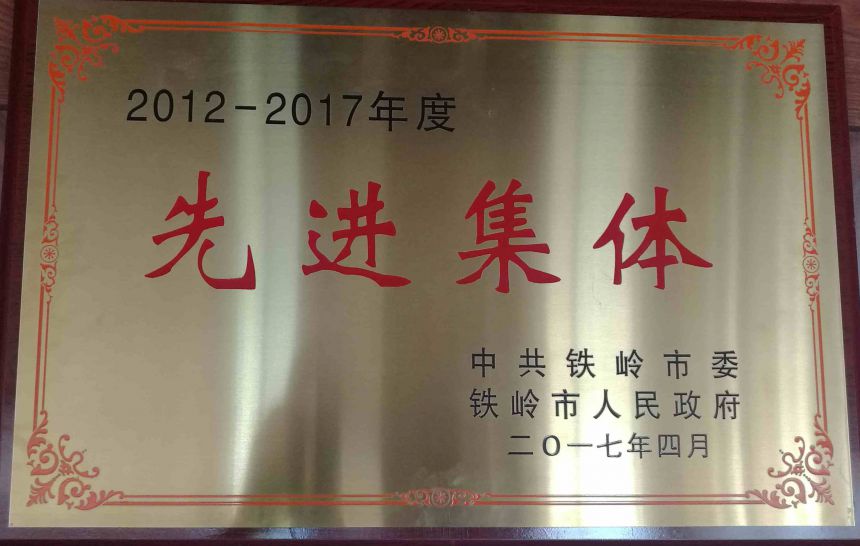 2012-2017年度
先进集体
中共铁岭市委
铁岭市人民政府
二〇一七年四月